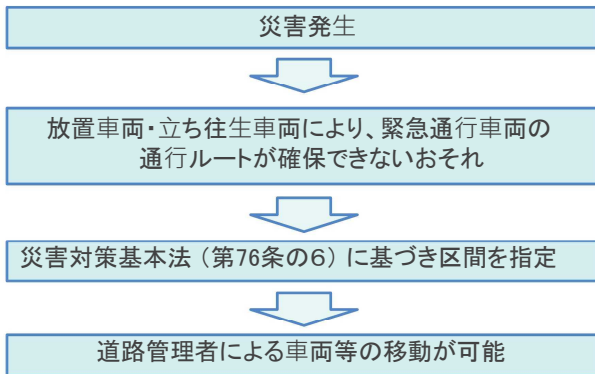 災害発生
放置車両・立ち往生車両により、緊急通行車両の
通行ルートが確保できないおそれ
災害対策基本法（第76条の６）に基づき区間を指定
道路管理者による車両等の移動が可能